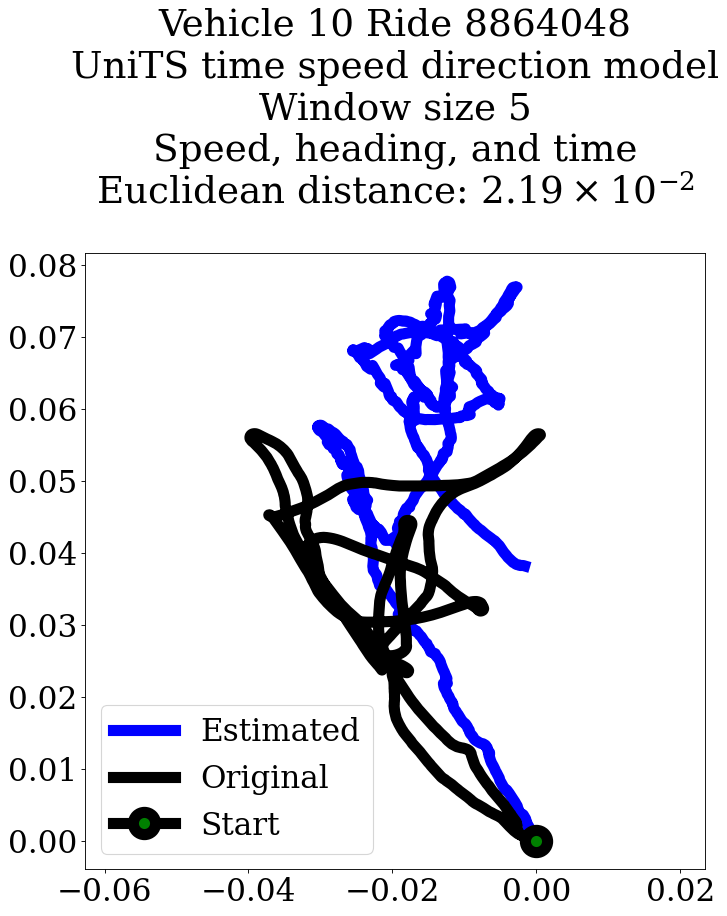 Vehicle 10 Ride 8864048
UniTS time speed direction model
Window size 5
Speed, heading, and time
Euclidean distance: 2.19 × 10⁻²
0.08
0.07
0.06
0.05
0.04
0.03
0.02
0.01
0.00
Estimated
Original
Start
−0.06 −0.04 −0.02 0.00 0.02